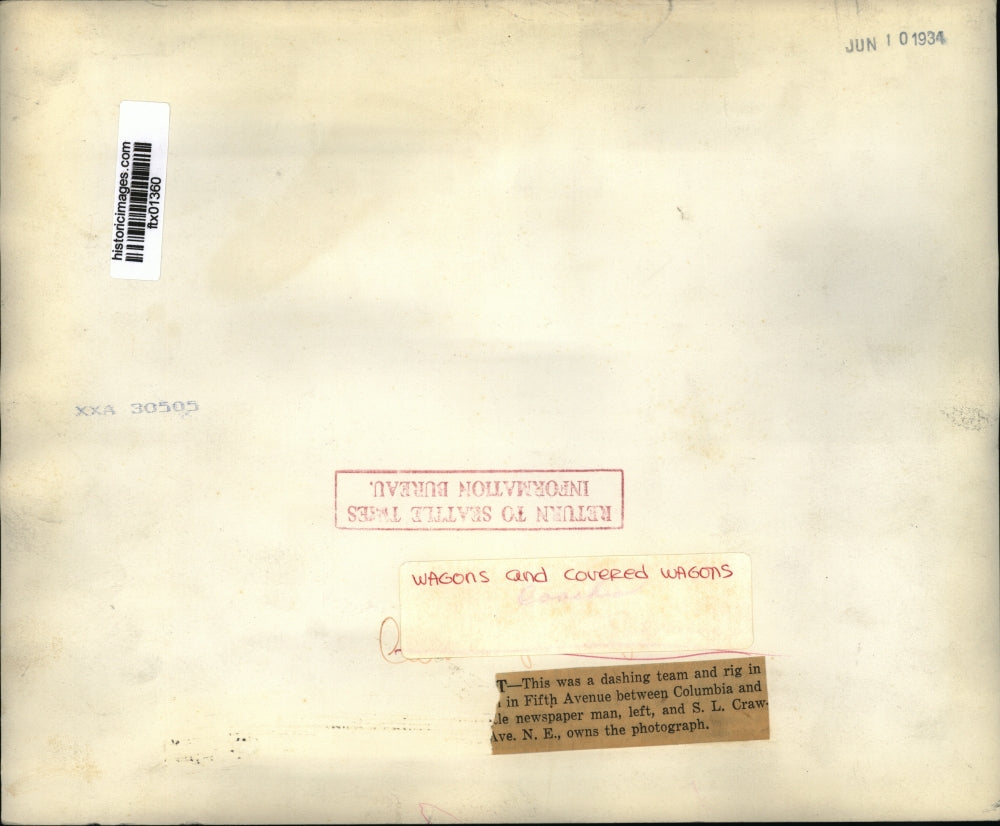 JUN 10 1934
historicimages.com
ftx01360
XXA 30505
RETURN TO SEATTLE TIMES
INFORMATION BUREAU.
WAGONS and COVERED WAGONS
T—This was a dashing team and rig in
in Fifth Avenue between Columbia and
le newspaper man, left, and S. L. Craw-
Ave. N. E., owns the photograph.